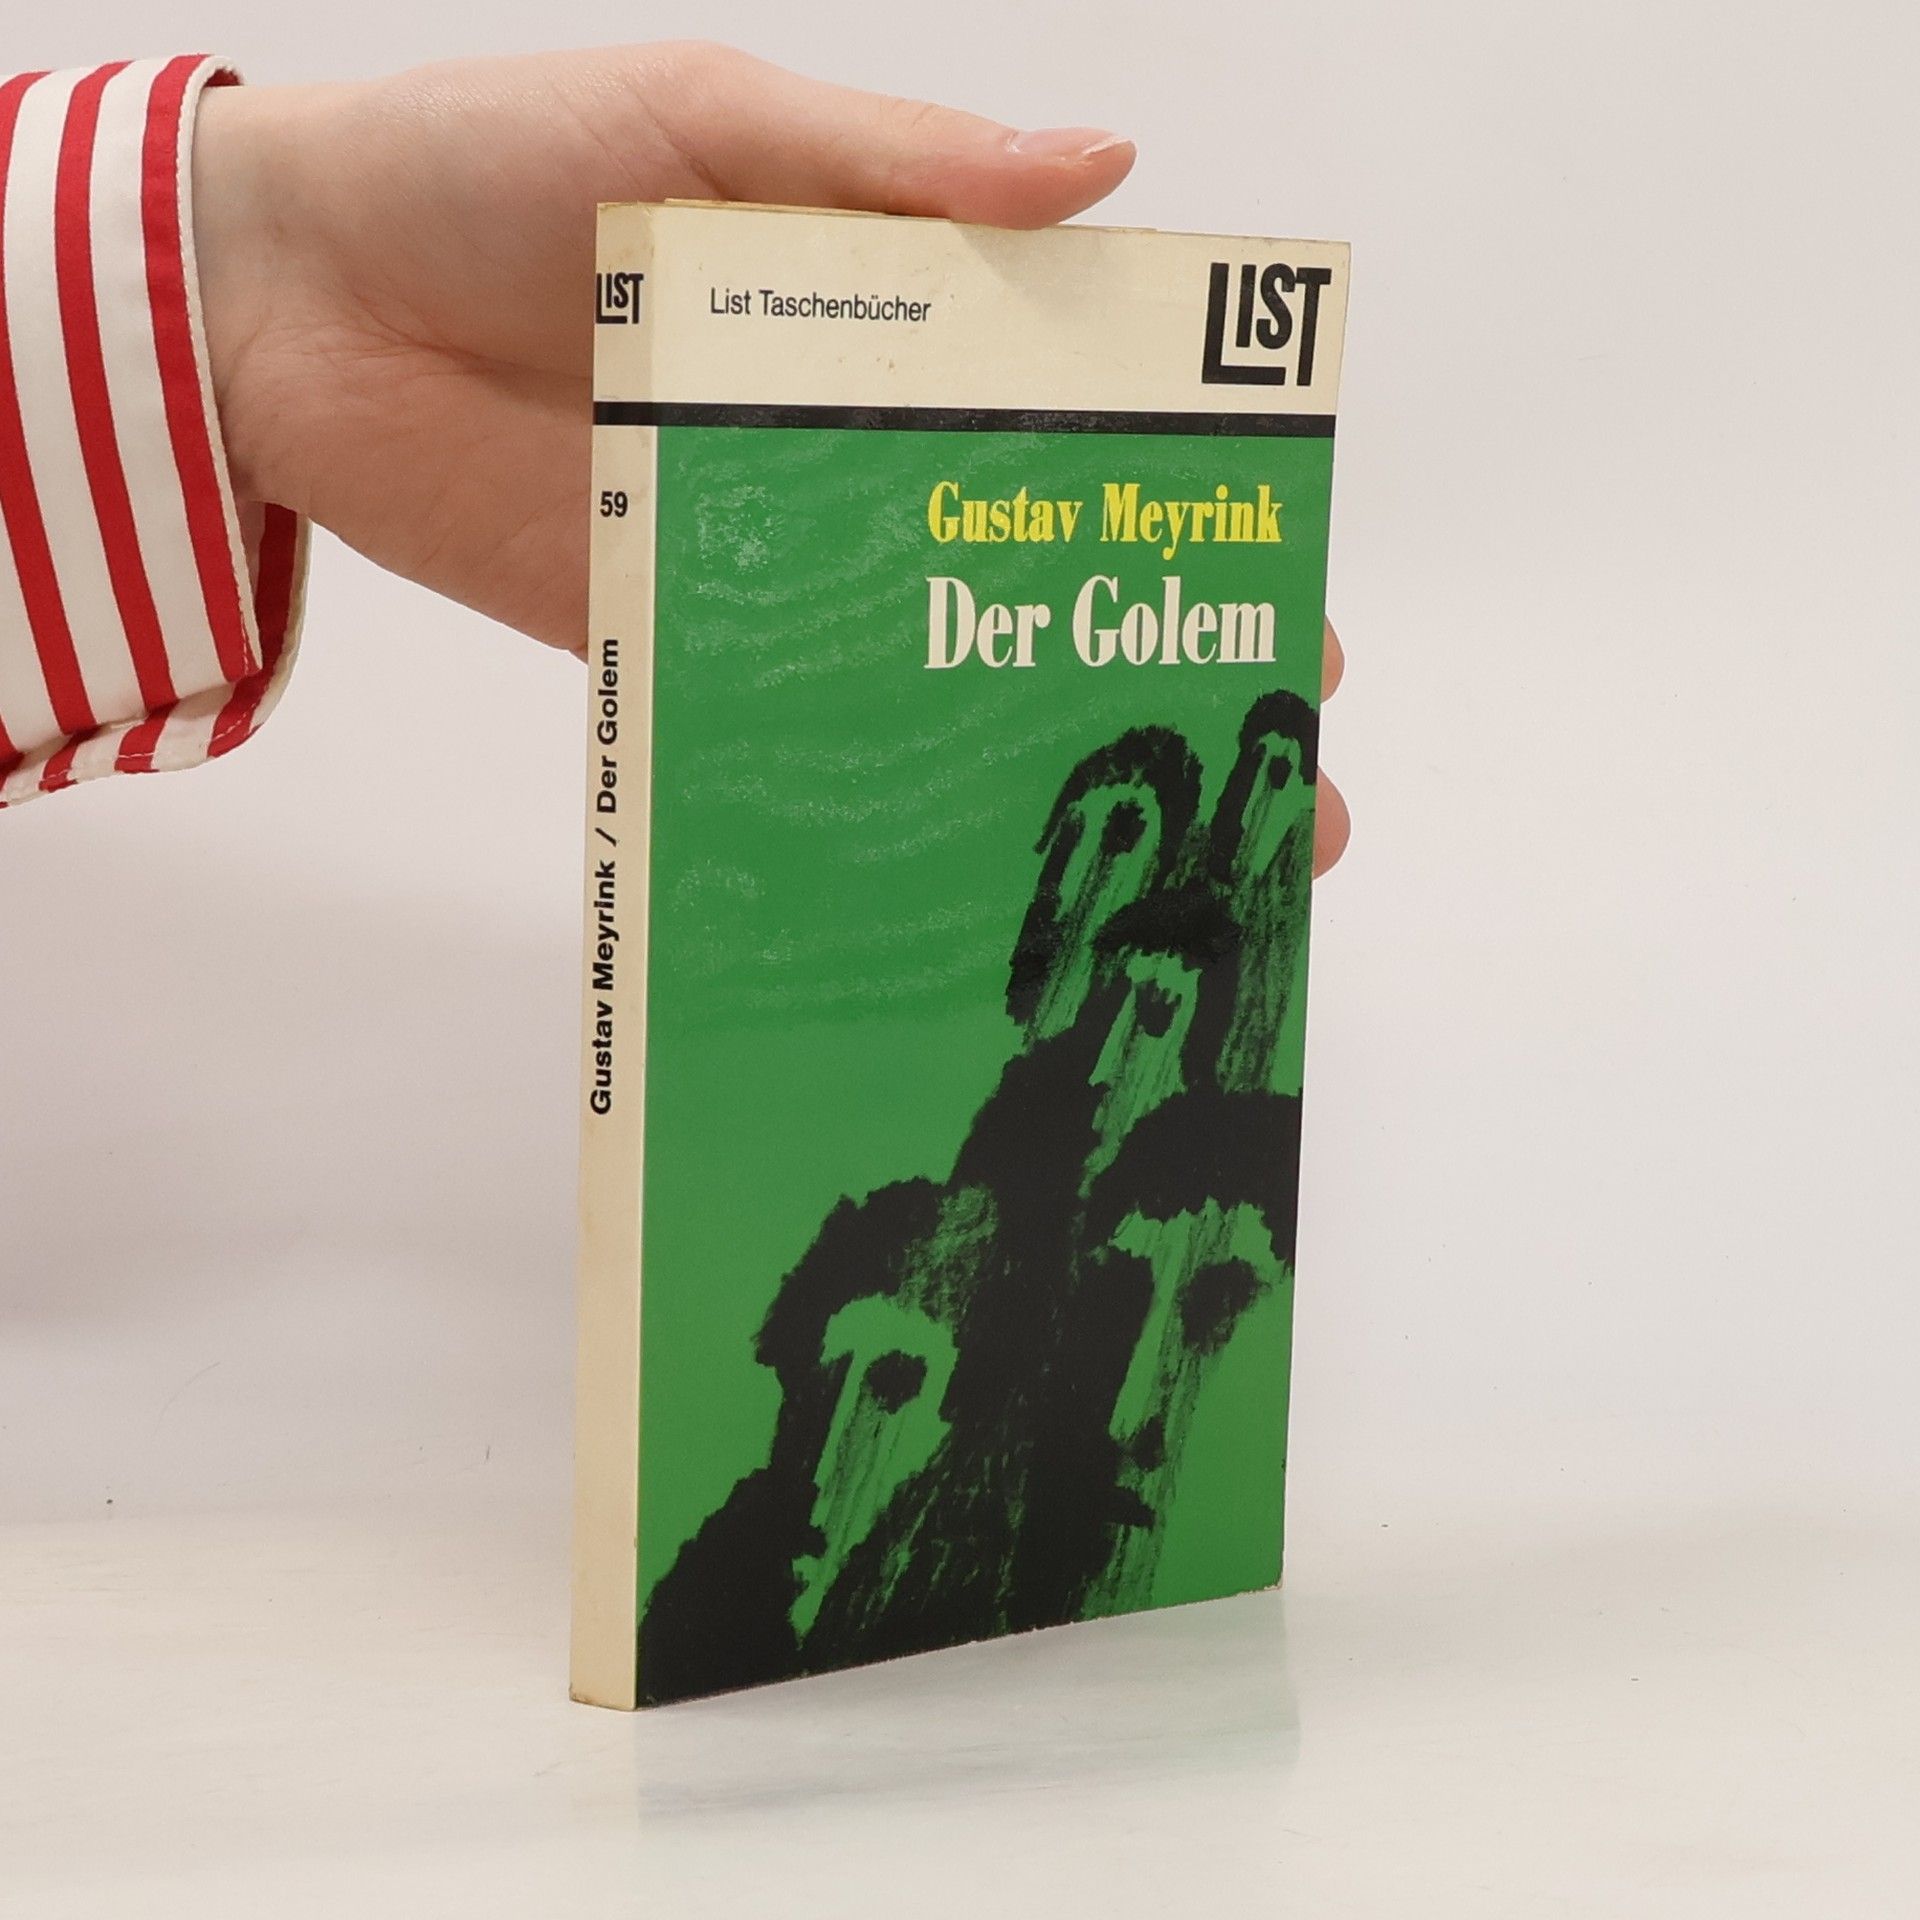 LIST
59
Gustav Meyrink / Der Golem
List Taschenbücher
LIST
Gustav Meyrink
Der Golem